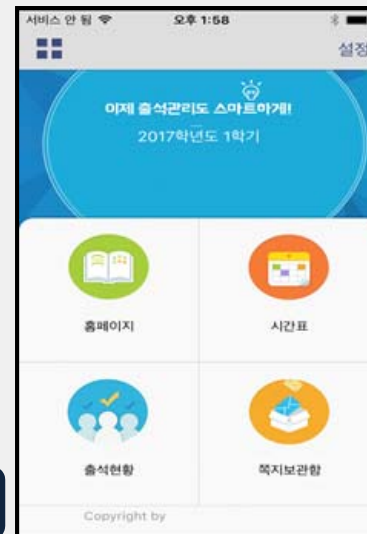 서비스 안 됨 오후 1:58
설정
이제 출석관리도 스마트하게!
2017학년도 1학기
홈페이지 시간표
출석현황 쪽지보관함
Copyright by